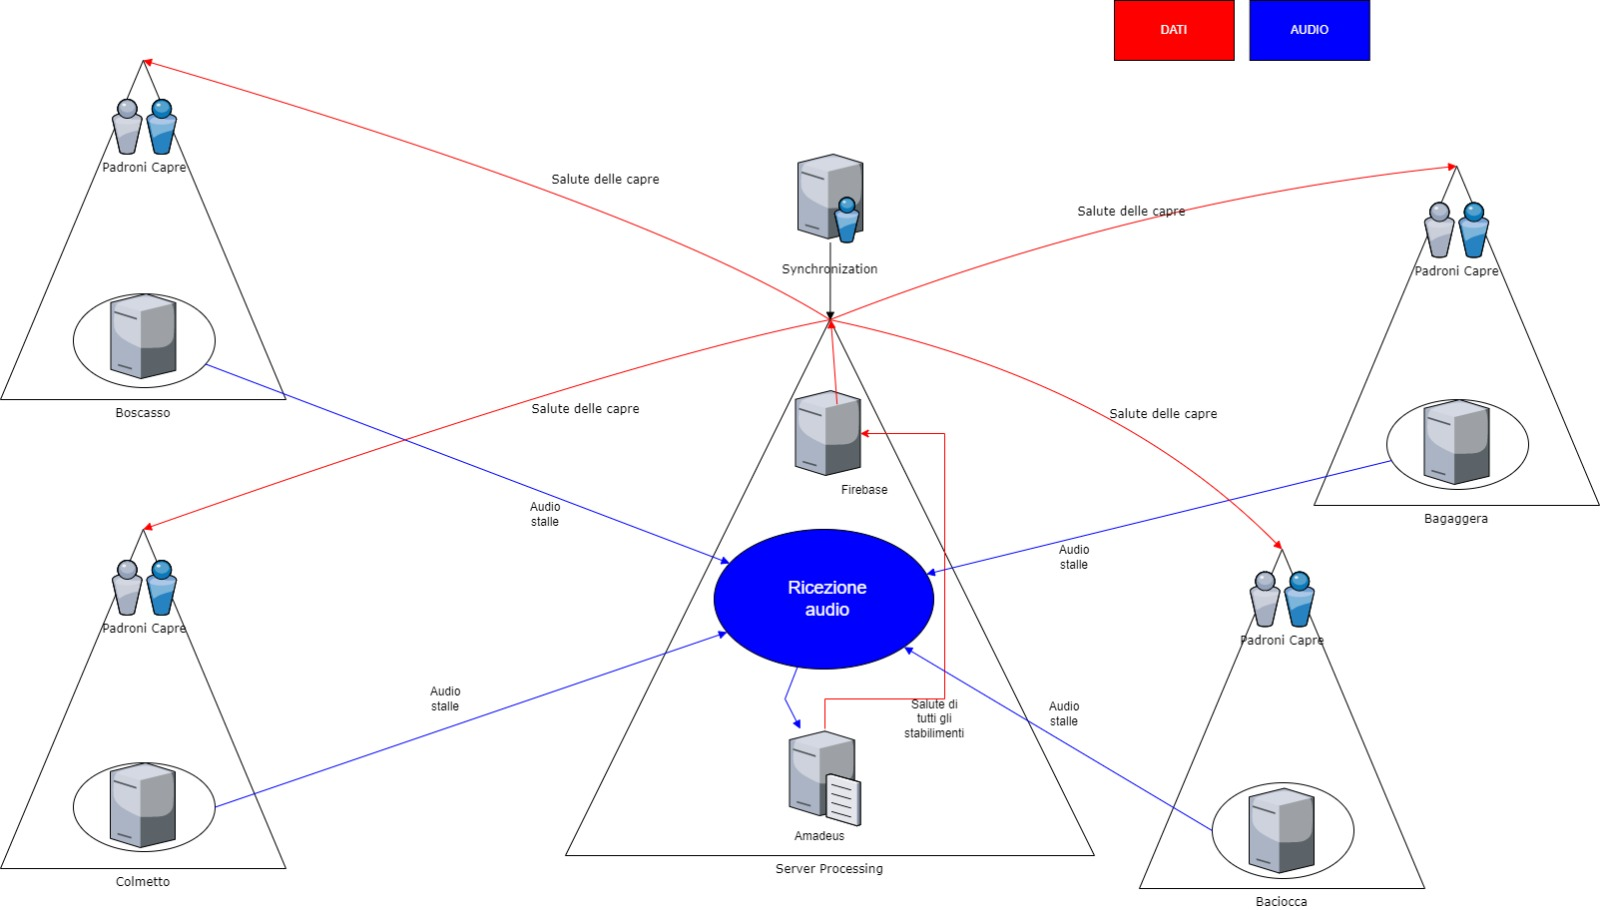 DATI
AUDIO
Padroni Capre
Salute delle capre
Salute delle capre
Synchronization
Padroni Capre
Boscasso
Salute delle capre
Salute delle capre
Firebase
Bagaggera
Audio
stalle
Audio
stalle
Ricezione
audio
Padroni Capre
Padroni Capre
Audio
stalle
Salute di
tutti gli
stabilimenti
Audio
stalle
Amadeus
Server Processing
Colmetto
Baciocca